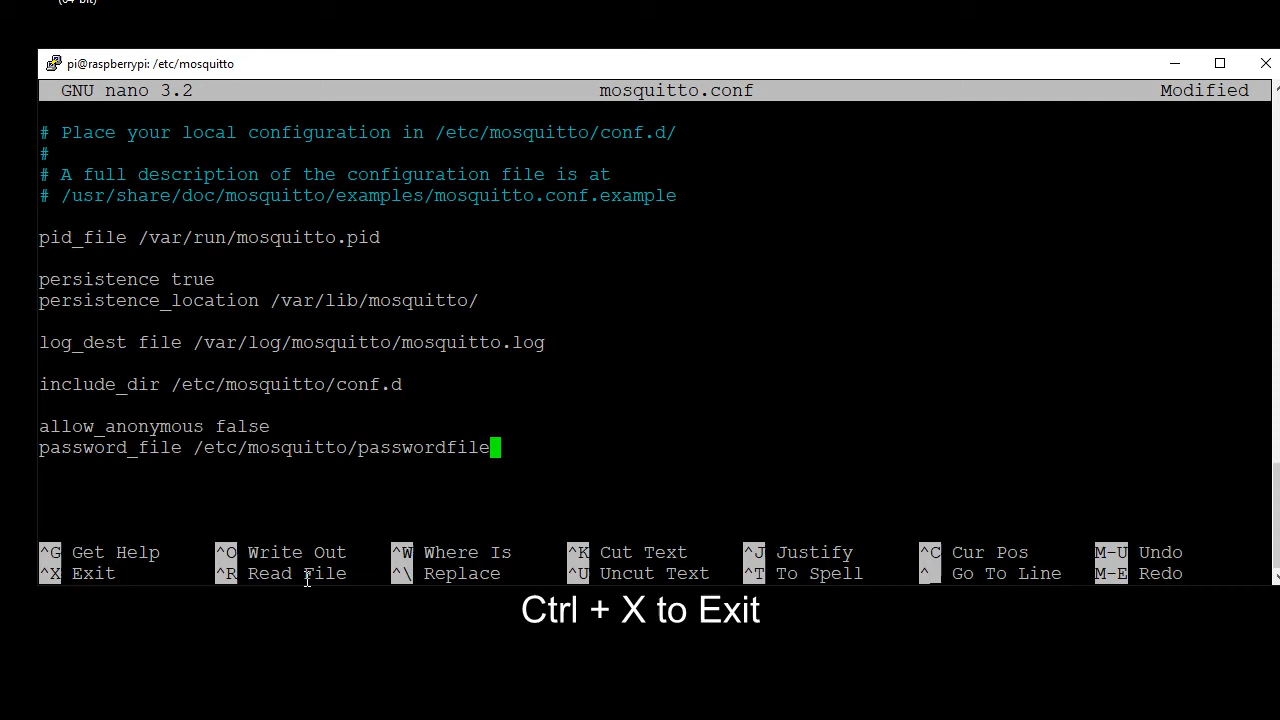 (64-bit)
pi@raspberrypi: /etc/mosquitto
GNU nano 3.2 mosquitto.conf Modified
# Place your local configuration in /etc/mosquitto/conf.d/
#
# A full description of the configuration file is at
# /usr/share/doc/mosquitto/examples/mosquitto.conf.example
pid_file /var/run/mosquitto.pid
persistence true
persistence_location /var/lib/mosquitto/
log_dest file /var/log/mosquitto/mosquitto.log
include_dir /etc/mosquitto/conf.d
allow_anonymous false
password_file /etc/mosquitto/passwordfile
^G Get Help ^O Write Out ^W Where Is ^K Cut Text ^J Justify ^C Cur Pos M-U Undo
^X Exit ^R Read File ^\ Replace ^U Uncut Text ^T To Spell ^_ Go To Line M-E Redo
Ctrl + X to Exit